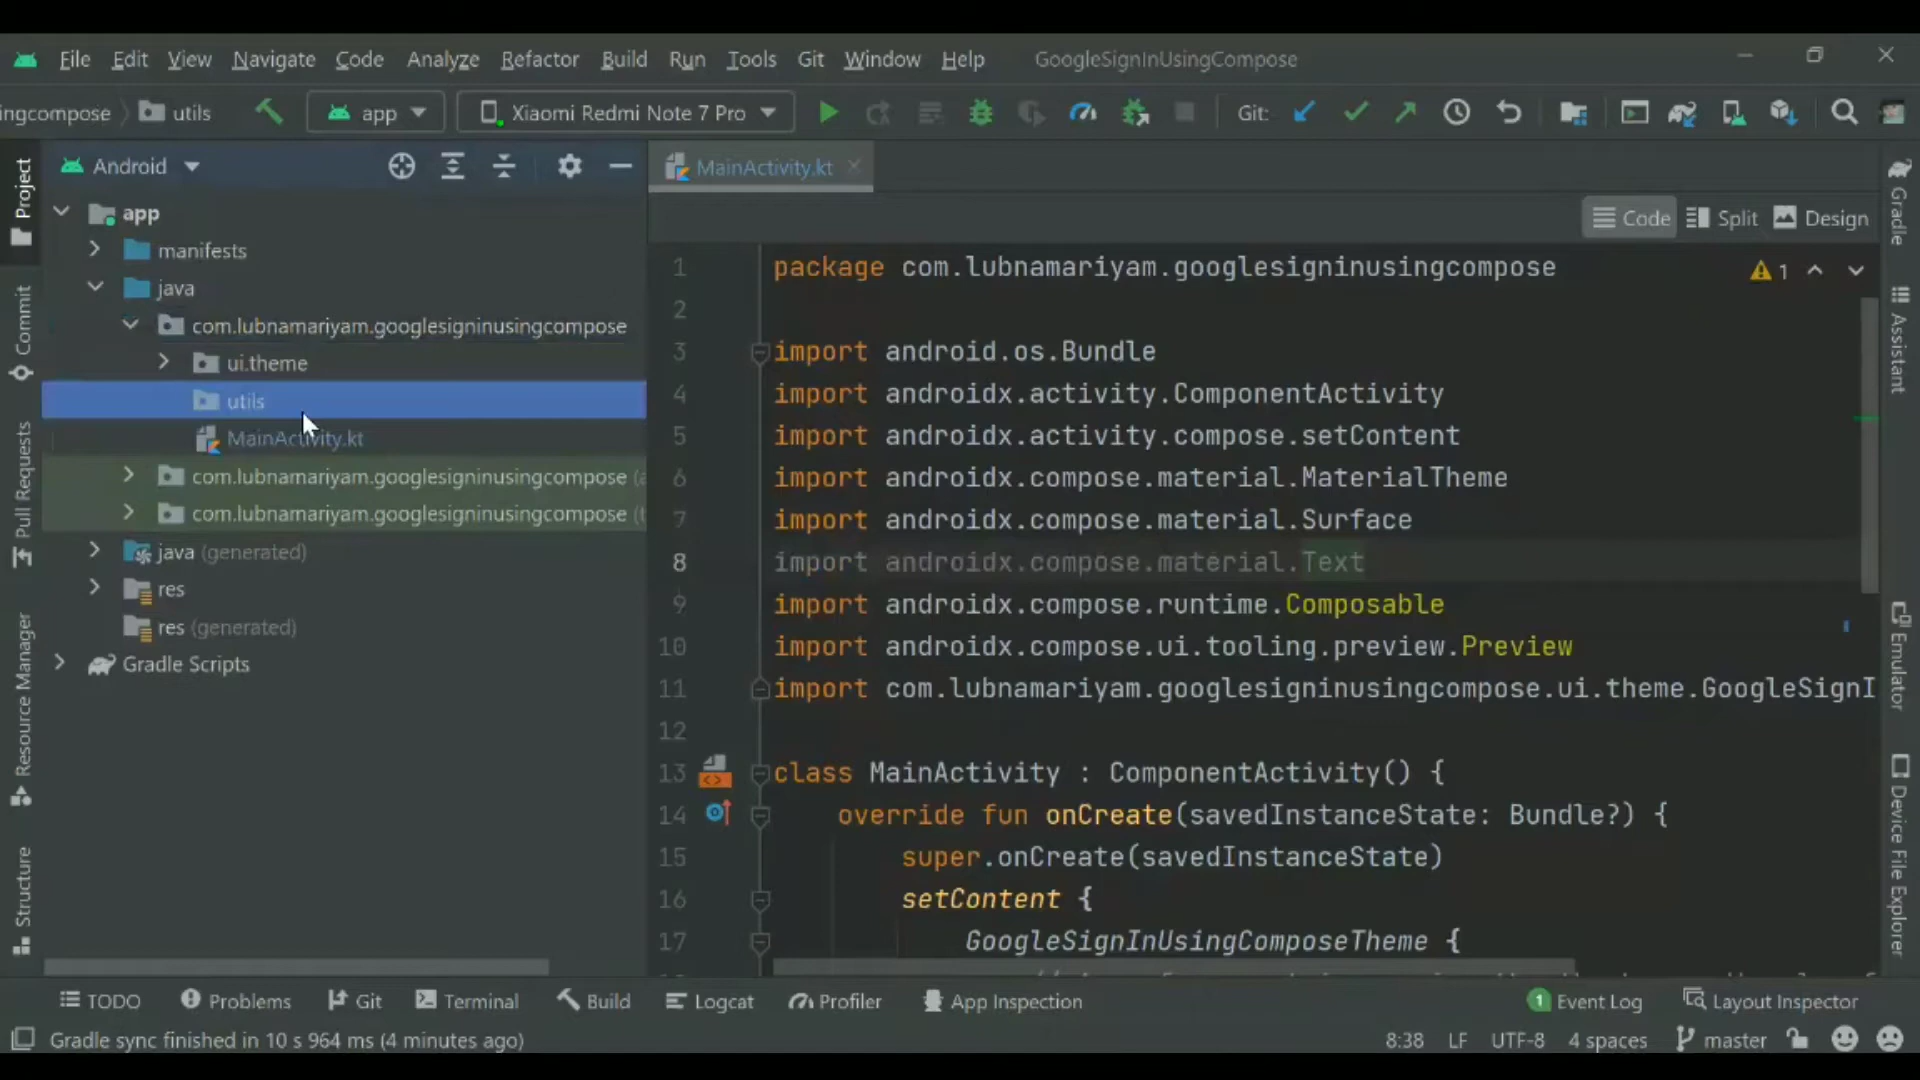 File Edit View Navigate Code Analyze Refactor Build Run Tools Git Window Help GoogleSignInUsingCompose
ingcompose utils app Xiaomi Redmi Note 7 Pro Git:
Project
Commit
Pull Requests
Resource Manager
Structure
Android
app
manifests
java
com.lubnamariyam.googlesigninusingcompose
ui.theme
utils
MainActivity.kt
com.lubnamariyam.googlesigninusingcompose (a
com.lubnamariyam.googlesigninusingcompose (t
java (generated)
res
res (generated)
Gradle Scripts
MainActivity.kt
Code Split Design
1 package com.lubnamariyam.googlesigninusingcompose
1
2
3 import android.os.Bundle
4 import androidx.activity.ComponentActivity
5 import androidx.activity.compose.setContent
6 import androidx.compose.material.MaterialTheme
7 import androidx.compose.material.Surface
8 import androidx.compose.material.Text
9 import androidx.compose.runtime.Composable
10 import androidx.compose.ui.tooling.preview.Preview
11 import com.lubnamariyam.googlesigninusingcompose.ui.theme.GoogleSignI
12
13 class MainActivity : ComponentActivity() {
14 override fun onCreate(savedInstanceState: Bundle?) {
15 super.onCreate(savedInstanceState)
16 setContent {
17 GoogleSignInUsingComposeTheme {
Gradle
Assistant
Emulator
Device File Explorer
TODO Problems Git Terminal Build Logcat Profiler App Inspection 1 Event Log Layout Inspector
Gradle sync finished in 10 s 964 ms (4 minutes ago) 8:38 LF UTF-8 4 spaces master